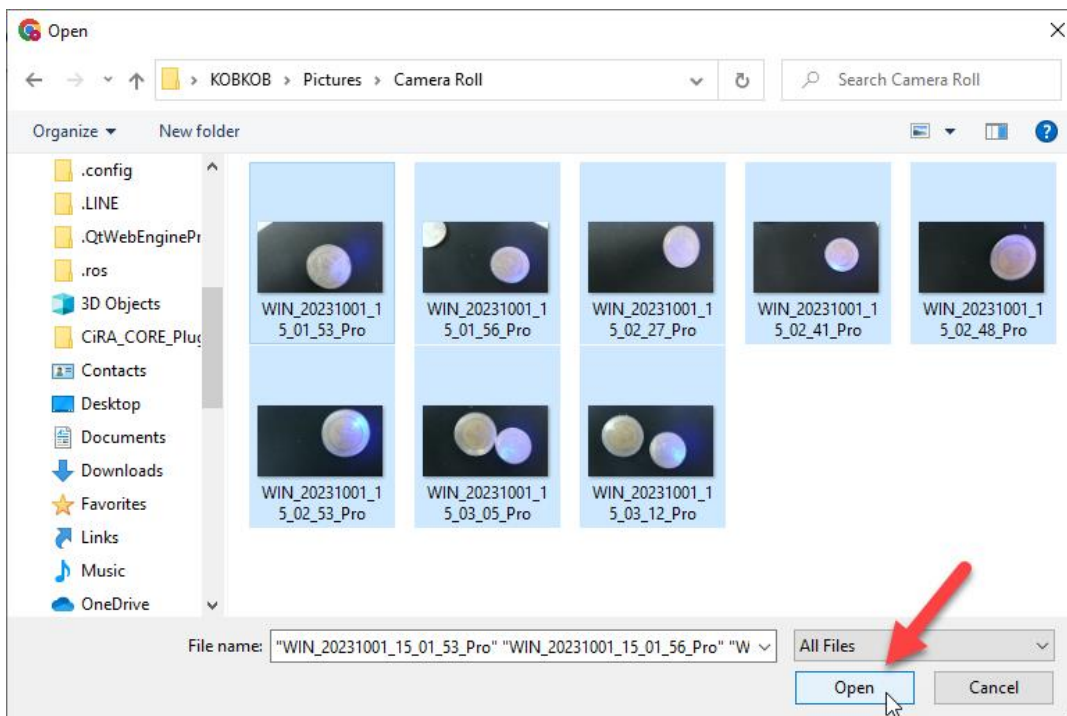 Open
KOBKOB > Pictures > Camera Roll
Search Camera Roll
Organize
New folder
.config
.LINE
.QtWebEnginePr
.ros
3D Objects
CiRA_CORE_Plug
Contacts
Desktop
Documents
Downloads
Favorites
Links
Music
OneDrive
WIN_20231001_1
5_01_53_Pro
WIN_20231001_1
5_01_56_Pro
WIN_20231001_1
5_02_27_Pro
WIN_20231001_1
5_02_41_Pro
WIN_20231001_1
5_02_48_Pro
WIN_20231001_1
5_02_53_Pro
WIN_20231001_1
5_03_05_Pro
WIN_20231001_1
5_03_12_Pro
File name: "WIN_20231001_15_01_53_Pro" "WIN_20231001_15_01_56_Pro" "W
All Files
Open
Cancel